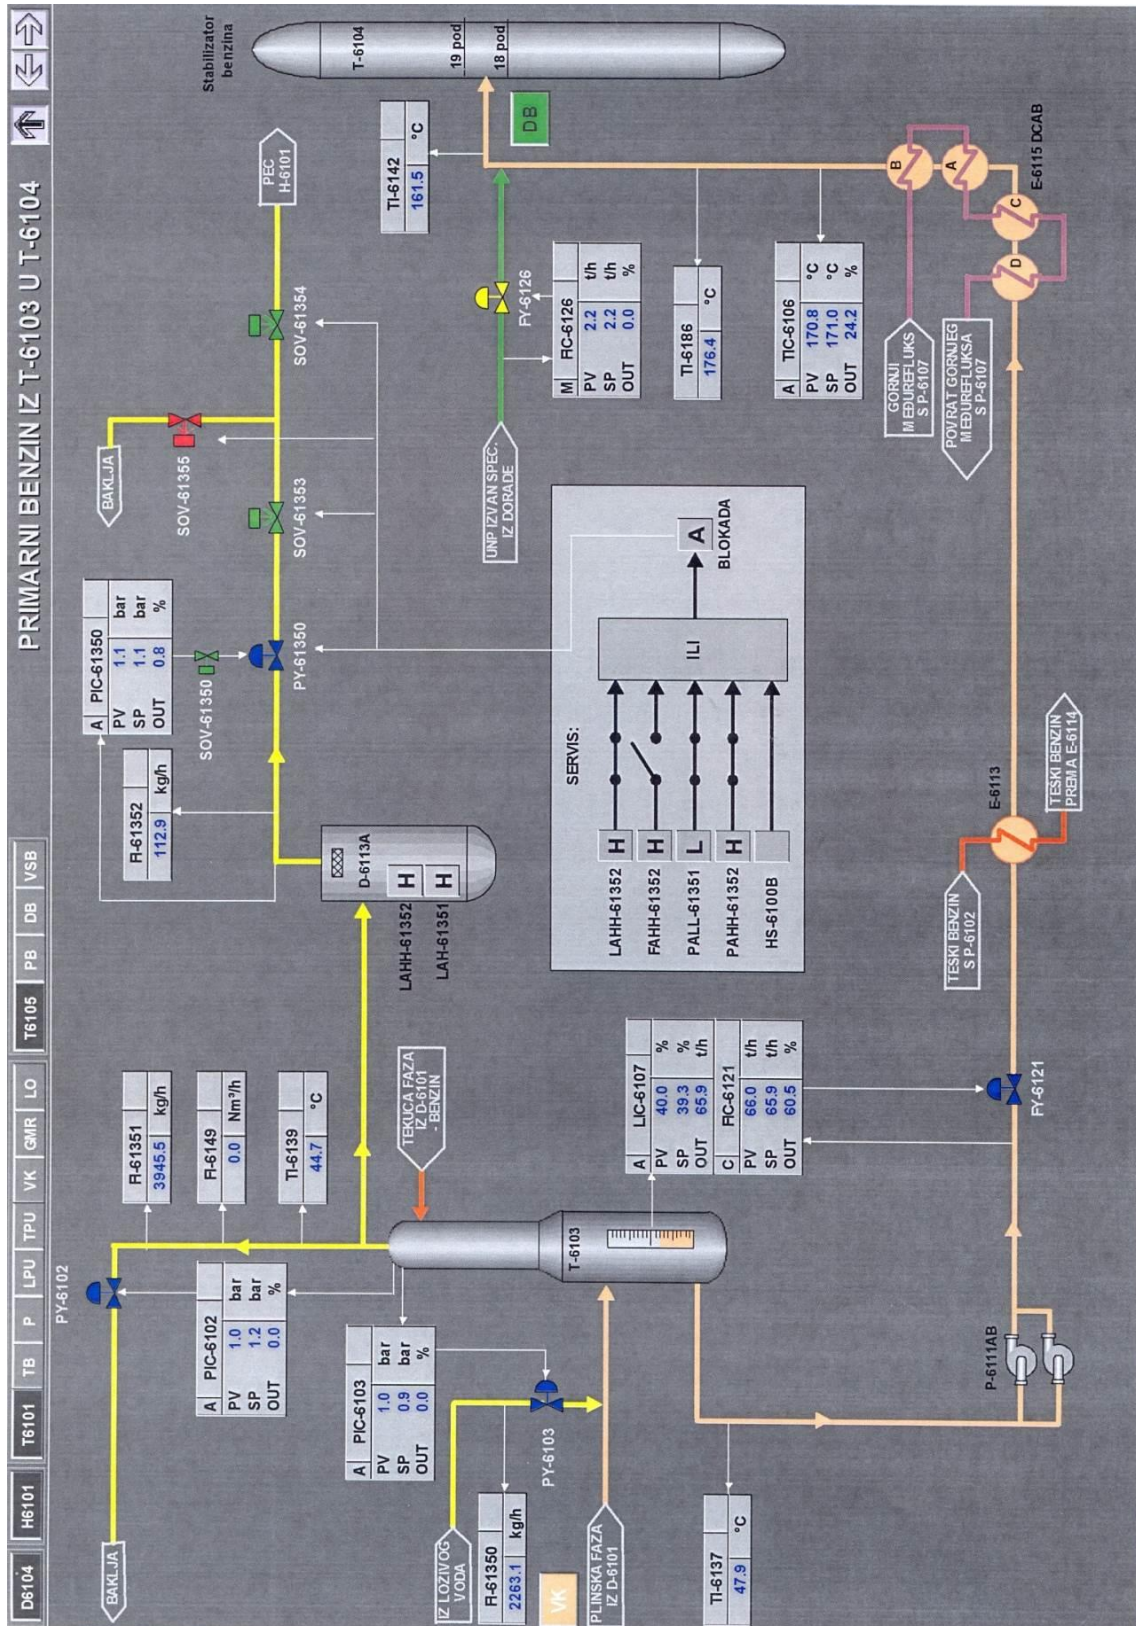 PRIMARNI BENZIN IZ T-6103 U T-6104
D6104
H6101
T6101
TB
P
LPU
TPU
VK
GMR
LO
T6105
PB
DB
VSB
BAKLJA
PY-6102
A PIC-6102
PV 1.0 bar
SP 1.2 bar
OUT 0.0 %
FI-61351
3945.5 kg/h
FI-6149
0.0 Nm³/h
TI-6139
44.7 °C
FI-61352
112.9 kg/h
A PIC-61350
PV 1.1 bar
SP 1.1 bar
OUT 0.8 %
SOV-61350
PY-61350
BAKLJA
SOV-61355
SOV-61353
SOV-61354
PEC
H-6101
Stabilizator
benzina
T-6104
19 pod
18 pod
A PIC-6103
PV 1.0 bar
SP 0.9 bar
OUT 0.0 %
PY-6103
IZ LOZIVOG
VODA
FI-61350
2263.1 kg/h
VK
PLINSKA FAZA
IZ D-6101
TEKUCA FAZA
IZ D-6101
- BENZIN
T-6103
D-6113A
LAHH-61352 H
LAH-61351 H
TI-6142
161.5 °C
DB
FY-6126
M FIC-6126
PV 2.2 t/h
SP 2.2 t/h
OUT 0.0 %
UNP IZVAN SPEC.
IZ DORADE
TI-6186
176.4 °C
A TIC-6106
PV 170.8 °C
SP 171.0 °C
OUT 24.2 %
SERVIS:
LAHH-61352 H
FAHH-61352 H
PALL-61351 L
PAHH-61352 H
HS-6100B
ILI
A
BLOKADA
A LIC-6107
PV 40.0 %
SP 39.3 %
OUT 65.9 t/h
C FIC-6121
PV 66.0 t/h
SP 65.9 t/h
OUT 60.5 %
FY-6121
TI-6137
47.9 °C
P-6111AB
TESKI BENZIN
S P-6102
E-6113
TESKI BENZIN
PREMA E-6114
GORNJI
MEĐUREFLUKS
S P-6107
POVRAT GORNJEG
MEĐUREFLUKSA
S P-6107
B
A
C
D
E-6115 DCAB